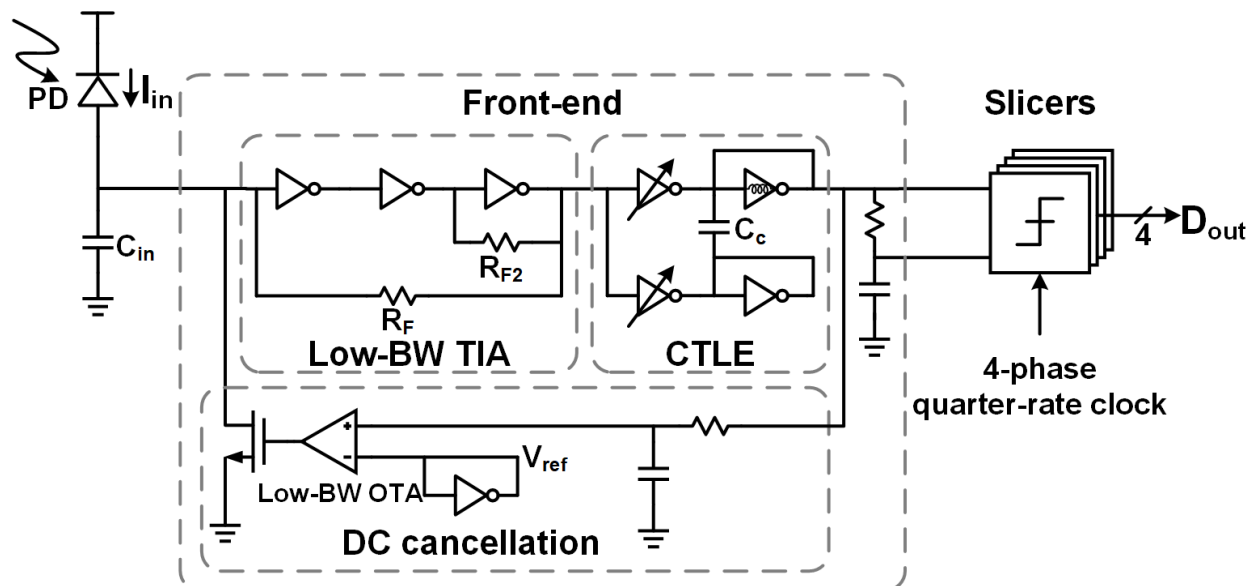 Front-end
Slicers
PD
I_in
C_in
C_c
R_F2
R_F
4
D_out
Low-BW TIA
CTLE
4-phase
quarter-rate clock
+
-
V_ref
Low-BW OTA
DC cancellation